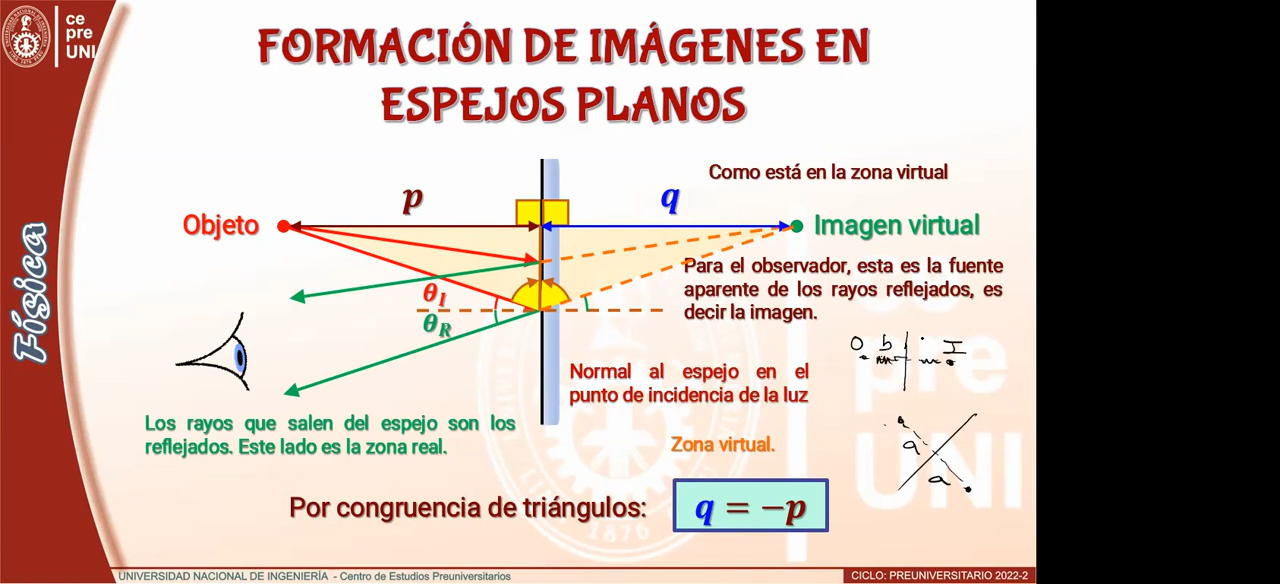 ce
pre
UNI
FORMACIÓN DE IMÁGENES EN
ESPEJOS PLANOS
Física
Como está en la zona virtual
p
q
Objeto
Imagen virtual
Para el observador, esta es la fuente
aparente de los rayos reflejados, es
decir la imagen.
θI
θR
O b I
Normal al espejo en el
punto de incidencia de la luz
Los rayos que salen del espejo son los
reflejados. Este lado es la zona real.
Zona virtual.
a
a
Por congruencia de triángulos:
q = −p
ce
pre
UNI
1876
UNIVERSIDAD NACIONAL DE INGENIERÍA - Centro de Estudios Preuniversitarios
CICLO: PREUNIVERSITARIO 2022-2